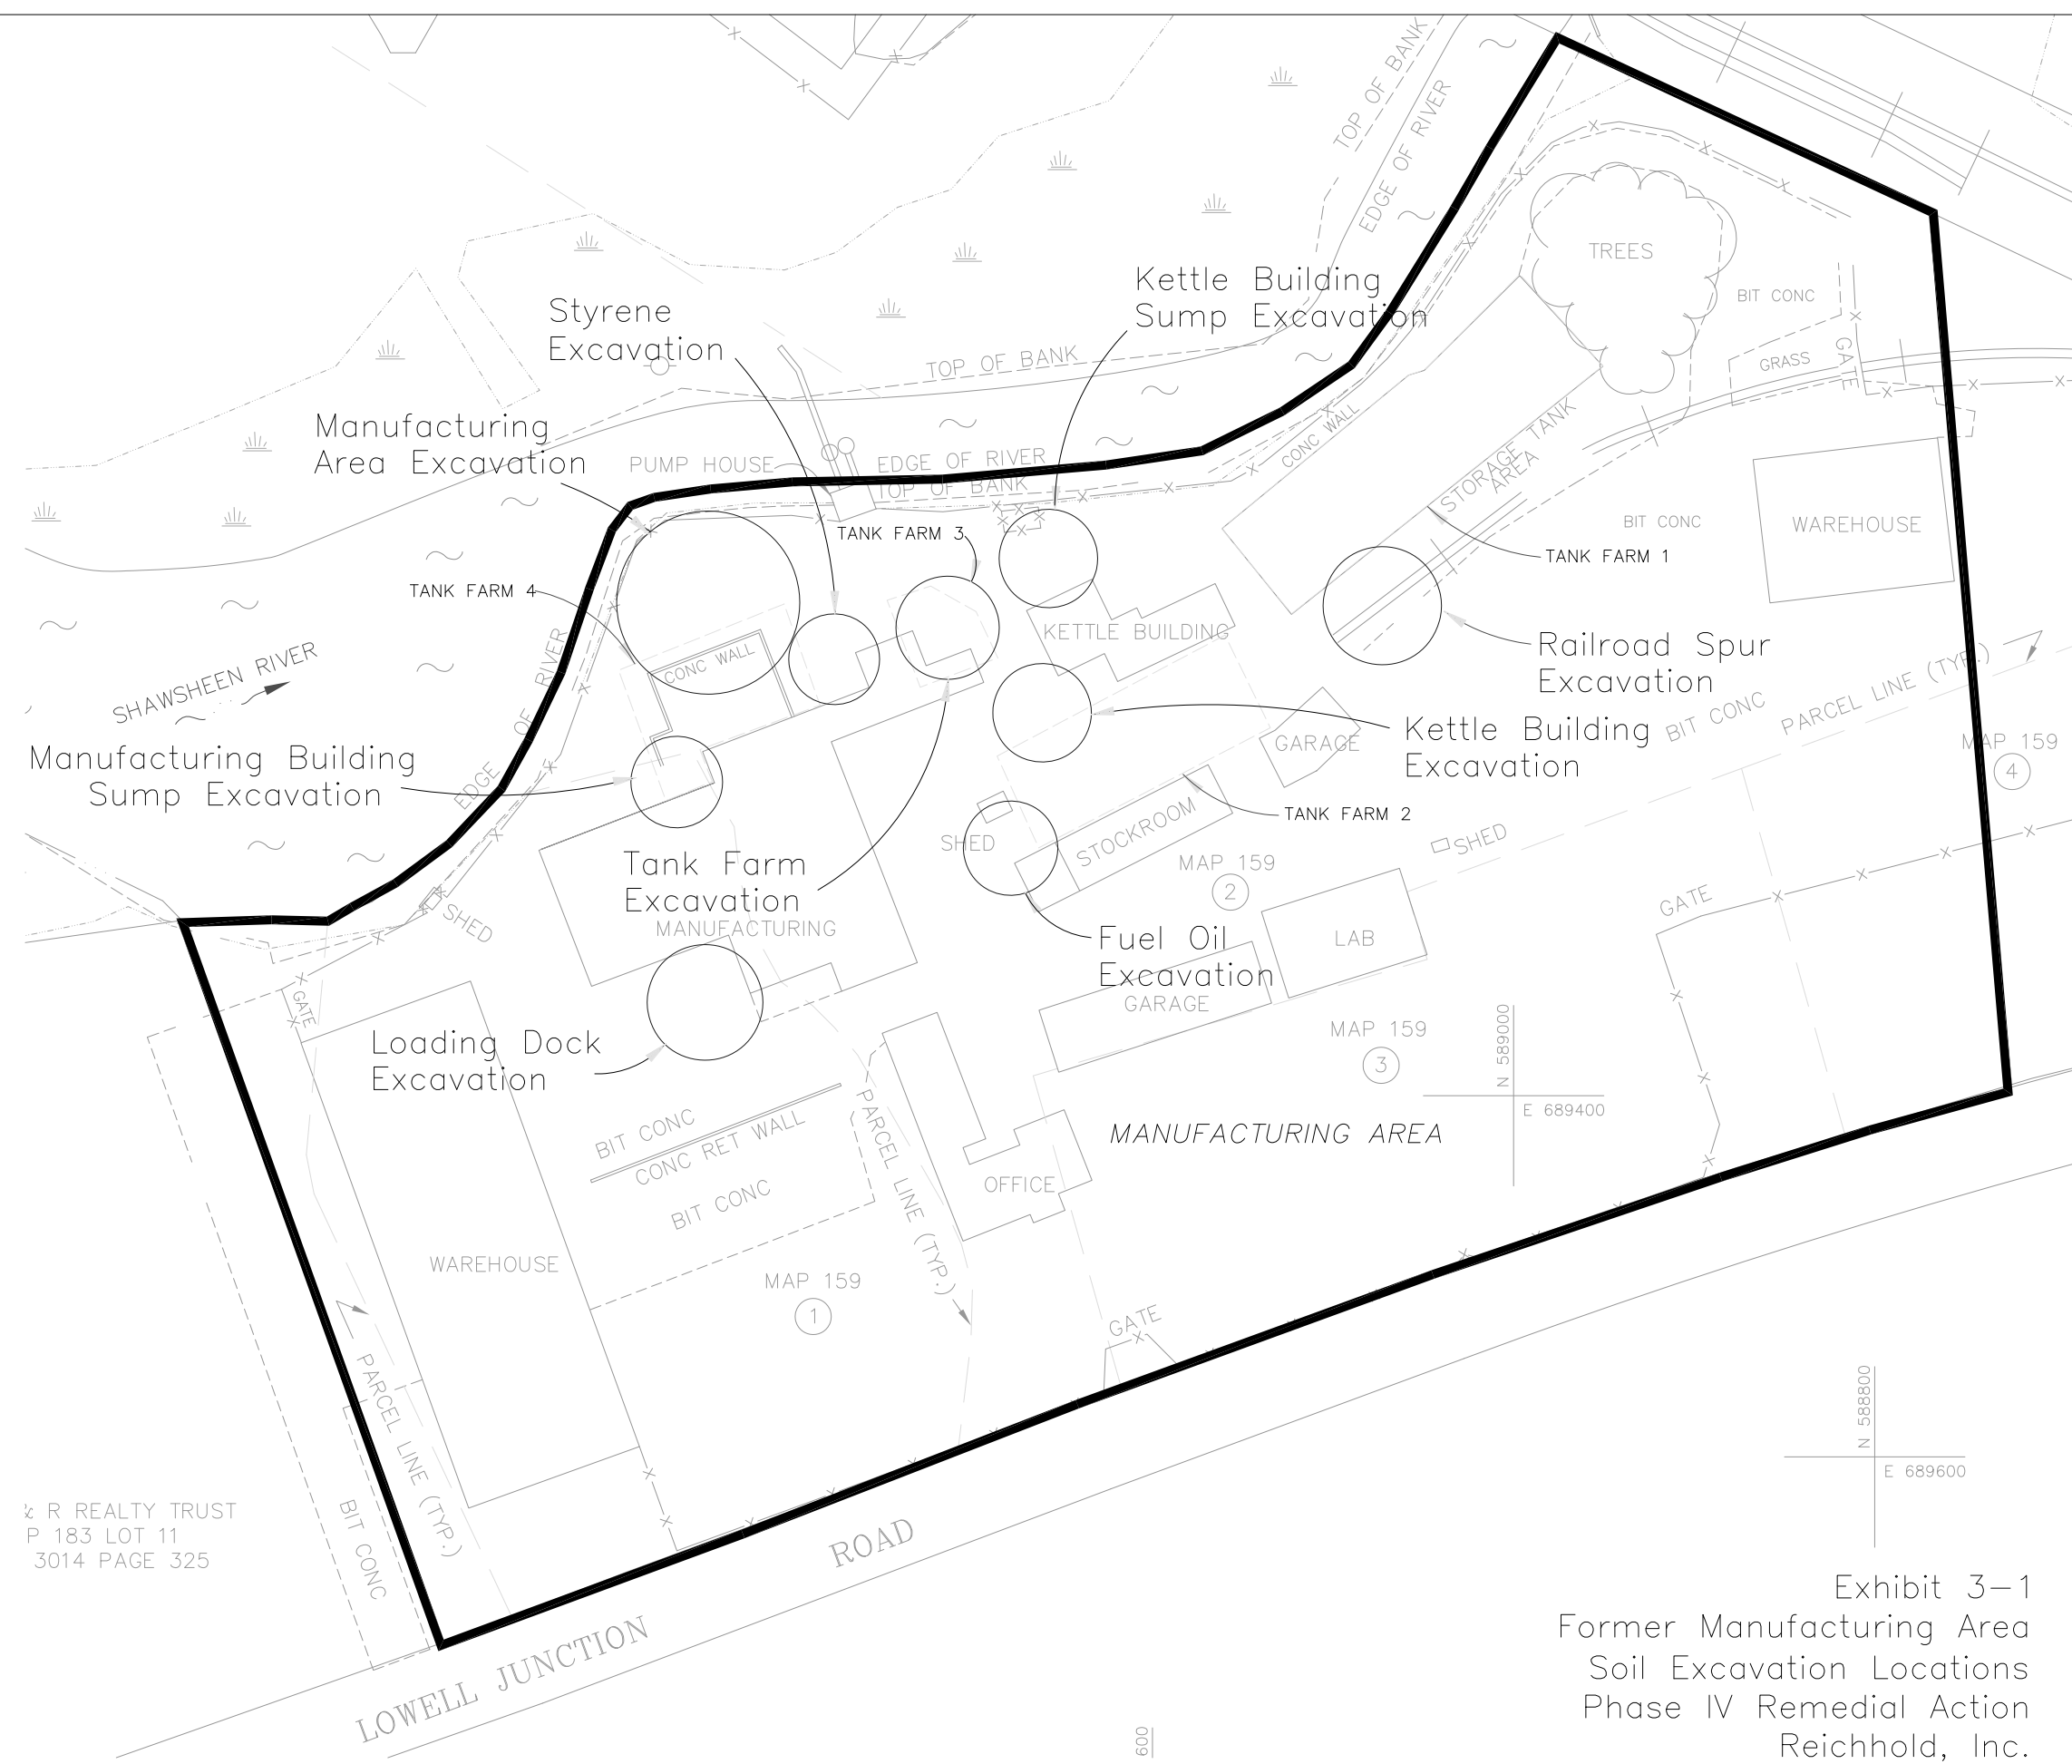 TOP OF BANK
EDGE OF RIVER
TREES
BIT CONC
GRASS
GATE
Kettle Building
Sump Excavation
Styrene
Excavation
TOP OF BANK
Manufacturing
Area Excavation
PUMP HOUSE
EDGE OF RIVER
TOP OF BANK
CONC WALL
STORAGE TANK
AREA
BIT CONC
WAREHOUSE
TANK FARM 3
TANK FARM 1
TANK FARM 4
KETTLE BUILDING
CONC WALL
Railroad Spur
Excavation
SHAWSHEEN RIVER
EDGE OF RIVER
BIT CONC
PARCEL LINE (TYP.)
MAP 159
4
Kettle Building
Excavation
GARAGE
Manufacturing Building
Sump Excavation
TANK FARM 2
SHED
STOCKROOM
SHED
MAP 159
2
Tank Farm
Excavation
MANUFACTURING
SHED
GATE
Fuel Oil
Excavation
LAB
GARAGE
GATE
MAP 159
3
N 589000
E 689400
Loading Dock
Excavation
BIT CONC
CONC RET WALL
BIT CONC
PARCEL LINE (TYP.)
MANUFACTURING AREA
OFFICE
WAREHOUSE
MAP 159
1
GATE
PARCEL LINE (TYP.)
BIT CONC
N 588800
E 689600
& R REALTY TRUST
P 183 LOT 11
3014 PAGE 325
LOWELL JUNCTION ROAD
600
Exhibit 3-1
Former Manufacturing Area
Soil Excavation Locations
Phase IV Remedial Action
Reichhold, Inc.